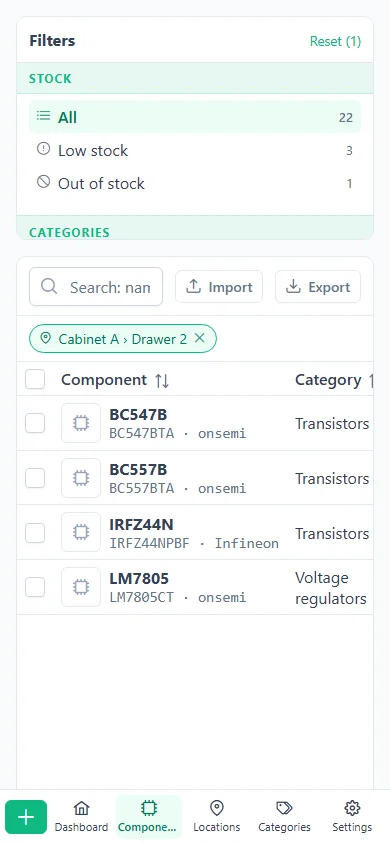 Filters
Reset (1)
STOCK
All 22
Low stock 3
Out of stock 1
CATEGORIES
Search: nan
Import
Export
Cabinet A › Drawer 2
Component
Category
BC547B
BC547BTA · onsemi
Transistors
BC557B
BC557BTA · onsemi
Transistors
IRFZ44N
IRFZ44NPBF · Infineon
Transistors
LM7805
LM7805CT · onsemi
Voltage
regulators
Dashboard
Compone...
Locations
Categories
Settings